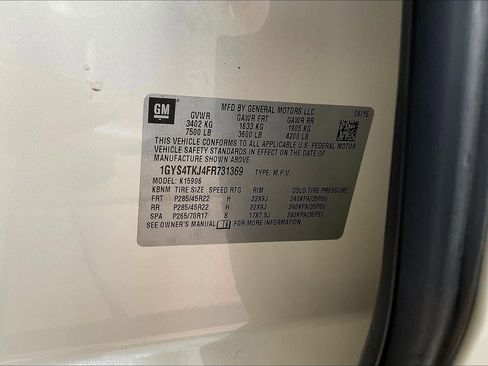 GM
MFD BY GENERAL MOTORS LLC 06/15
GVWR GAWR FRT GAWR RR
3402 KG 1633 KG 1905 KG
7500 LB 3600 LB 4200 LB
THIS VEHICLE CONFORMS TO ALL APPLICABLE U.S. FEDERAL MOTOR
VEHICLE SAFETY STANDARDS IN EFFECT ON THE DATE OF
MANUFACTURE SHOWN ABOVE.
1GYS4TKJ4FR731369 TYPE: M.P.V.
MODEL: K15906
KBNM TIRE SIZE SPEED RTG RIM COLD TIRE PRESSURE
FRT P285/45R22 H 22X9J 240KPA(35PSI)
RR P285/45R22 H 22X9J 240KPA(35PSI)
SPA P265/70R17 S 17X7.5J 240KPA(35PSI)
SEE OWNER'S MANUAL FOR MORE INFORMATION.